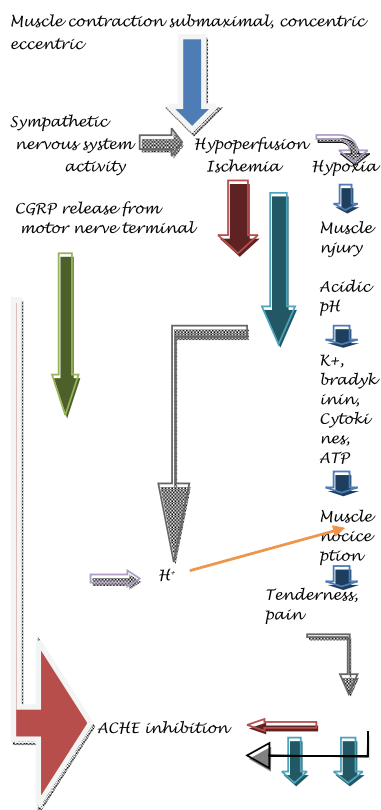 Muscle contraction submaximal, concentric
eccentric
Sympathetic
nervous system
activity
Hypoperfusion
Ischemia
Hypoxia
CGRP release from
motor nerve terminal
Muscle
njury
Acidic
pH
K+,
bradyk
inin,
Cytoki
nes,
ATP
Muscle
nocice
ption
H+
Tenderness,
pain
ACHE inhibition